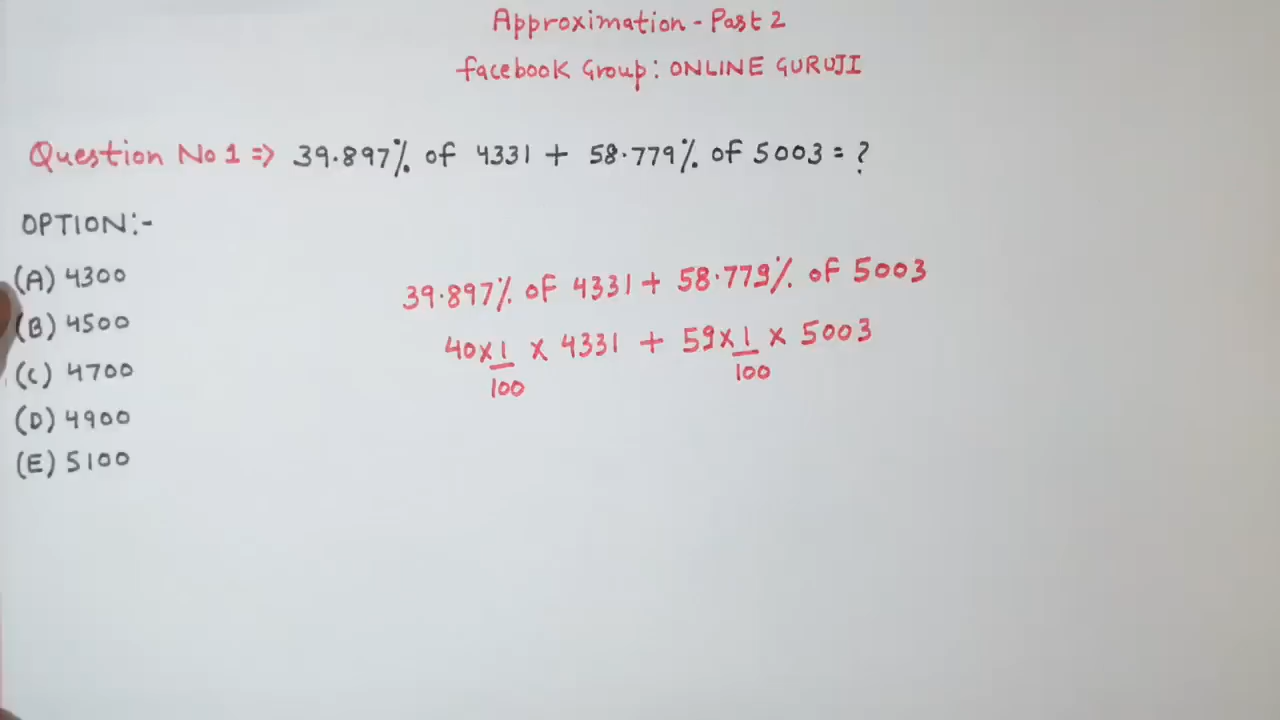 Approximation - Part 2
facebook Group: ONLINE GURUJI
Question No 1 => 39.897% of 4331 + 58.779% of 5003 = ?
OPTION:-
(A) 4300
(B) 4500
(C) 4700
(D) 4900
(E) 5100
39.897% of 4331 + 58.779% of 5003
40 x 1/100 x 4331 + 59 x 1/100 x 5003